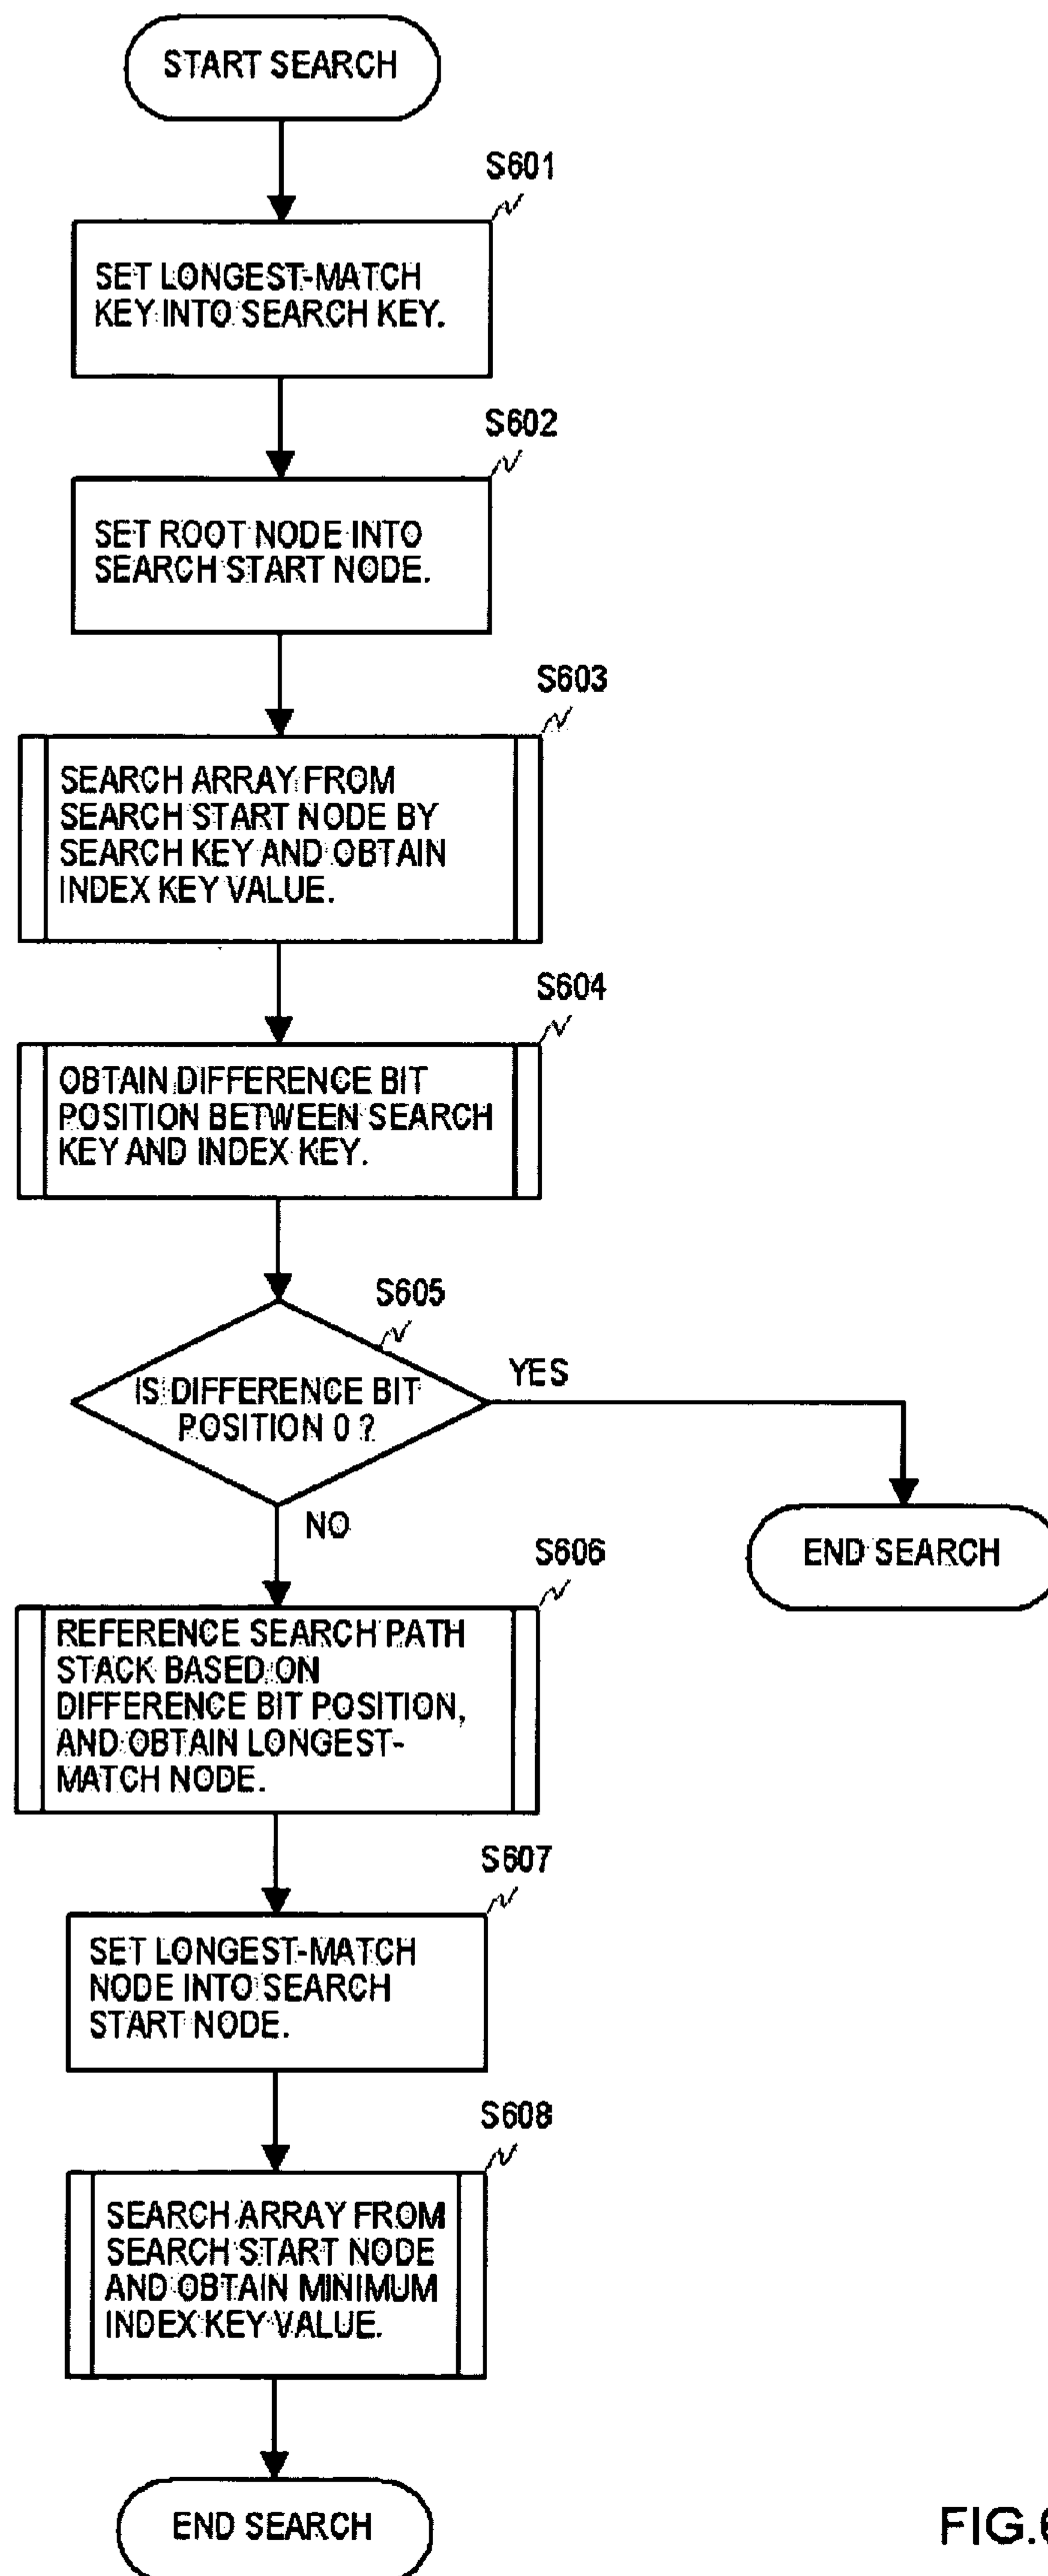 START SEARCH
S601
SET LONGEST-MATCH
KEY INTO SEARCH KEY.
S602
SET ROOT NODE INTO
SEARCH START NODE.
S603
SEARCH ARRAY FROM
SEARCH START NODE BY
SEARCH KEY AND OBTAIN
INDEX KEY VALUE.
S604
OBTAIN DIFFERENCE BIT
POSITION BETWEEN SEARCH
KEY AND INDEX KEY.
S605
IS DIFFERENCE BIT
POSITION 0 ?
YES
NO
END SEARCH
S606
REFERENCE SEARCH PATH
STACK BASED ON
DIFFERENCE BIT POSITION,
AND OBTAIN LONGEST-
MATCH NODE.
S607
SET LONGEST-MATCH
NODE INTO SEARCH
START NODE.
S608
SEARCH ARRAY FROM
SEARCH START NODE
AND OBTAIN MINIMUM
INDEX KEY VALUE.
END SEARCH
FIG.6